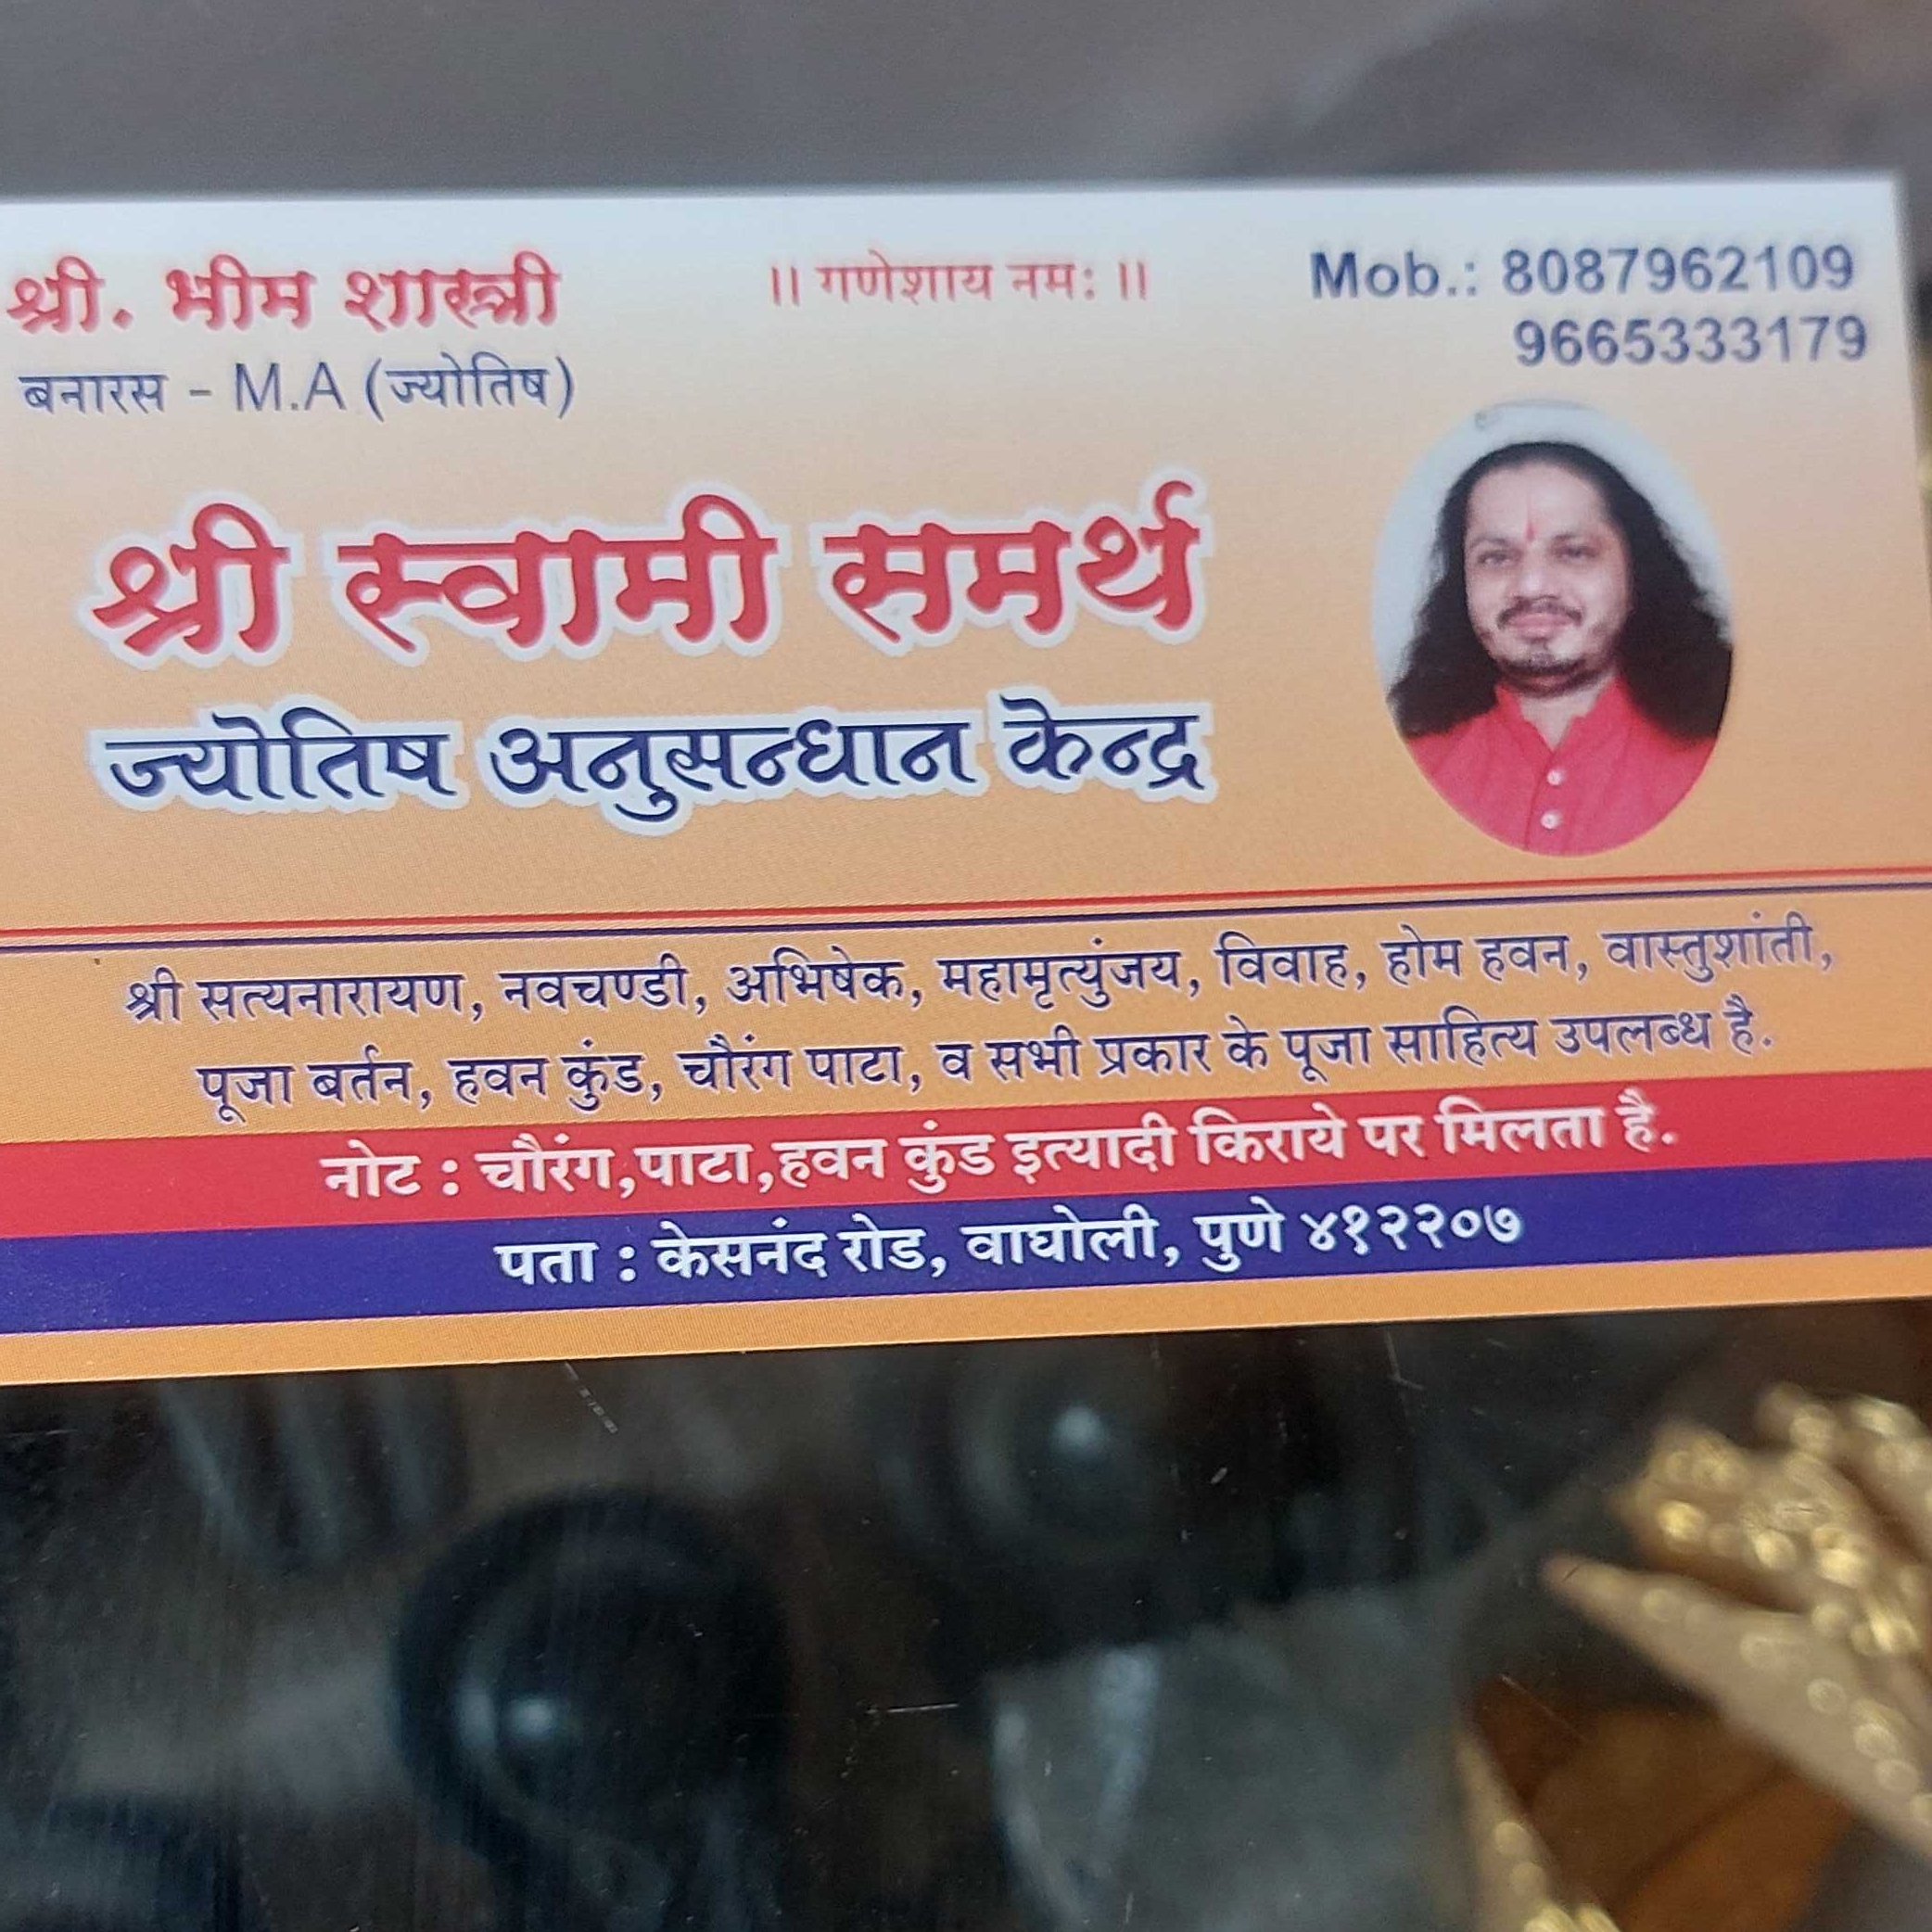 श्री. भीम शास्त्री
बनारस - M.A (ज्योतिष)
।। गणेशाय नमः ।।
Mob.: 8087962109
9665333179
श्री स्वामी समर्थ
ज्योतिष अनुसन्धान केन्द्र
श्री सत्यनारायण, नवचण्डी, अभिषेक, महामृत्युंजय, विवाह, होम हवन, वास्तुशांती,
पूजा बर्तन, हवन कुंड, चौरंग पाटा, व सभी प्रकार के पूजा साहित्य उपलब्ध है.
नोट : चौरंग,पाटा,हवन कुंड इत्यादी किराये पर मिलता है.
पता : केसनंद रोड, वाघोली, पुणे ४१२२०७